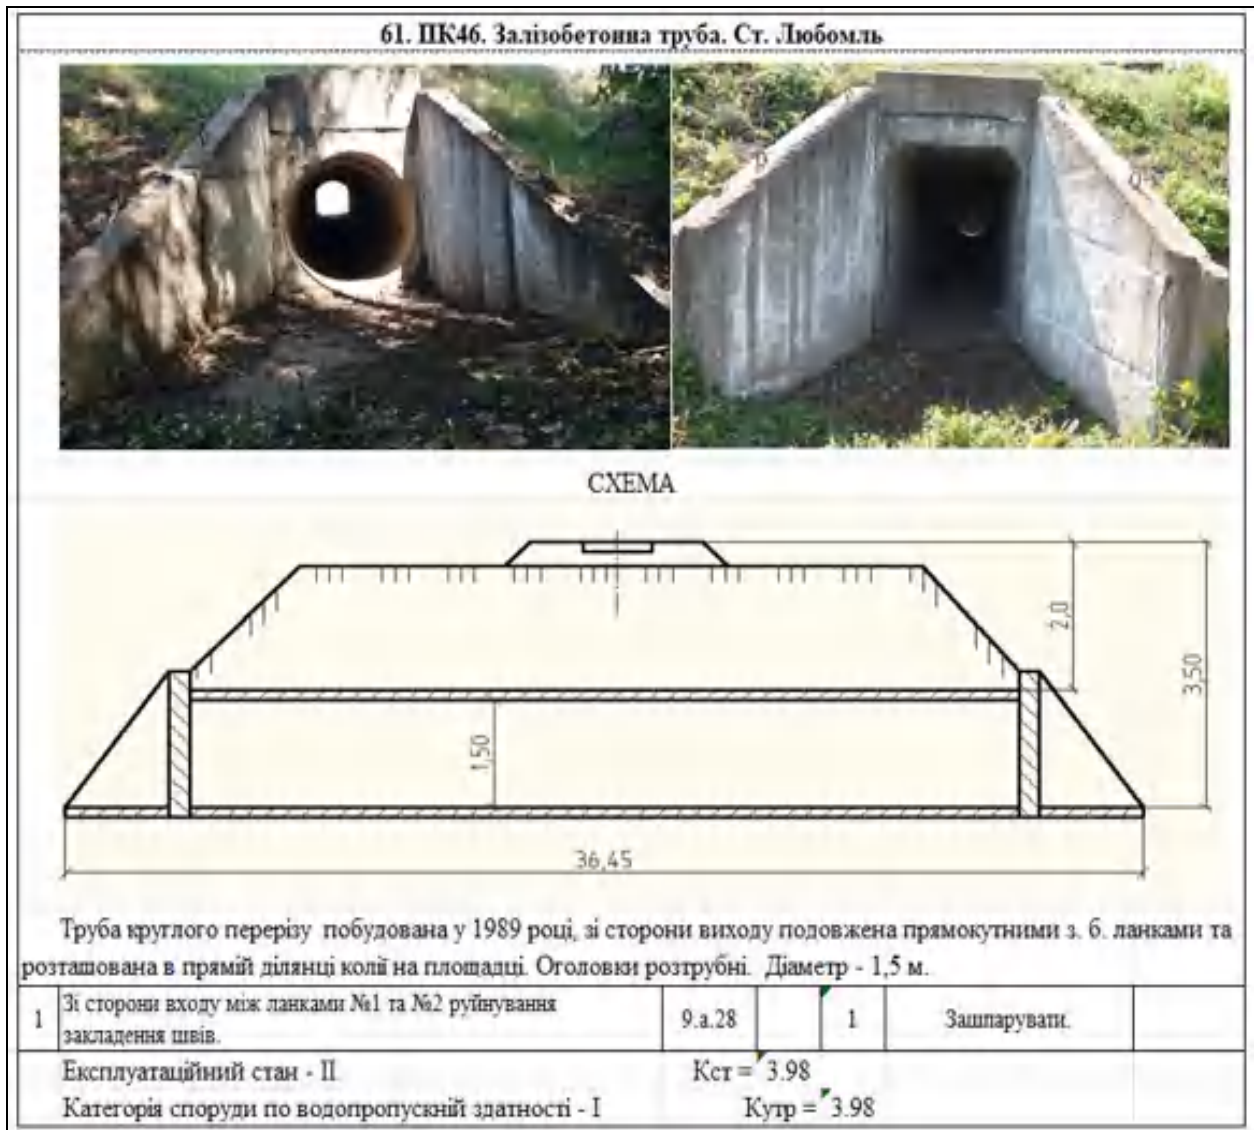 61. ПК46. Залізобетонна труба. Ст. Любомль
СХЕМА
2,0
3,50
1,50
36,45
Труба круглого перерізу побудована у 1989 році, зі сторони виходу подовжена прямокутними з. б. ланками та
розташована в прямій ділянці колії на площадці. Оголовки розтрубні. Діаметр - 1,5 м.
1 Зі сторони входу між ланками №1 та №2 руйнування закладення швів. 9.а.28 1 Зашпарувати.
Експлуатаційний стан - II Кст = 3.98
Категорія споруди по водопропускній здатності - I Кутр = 3.98